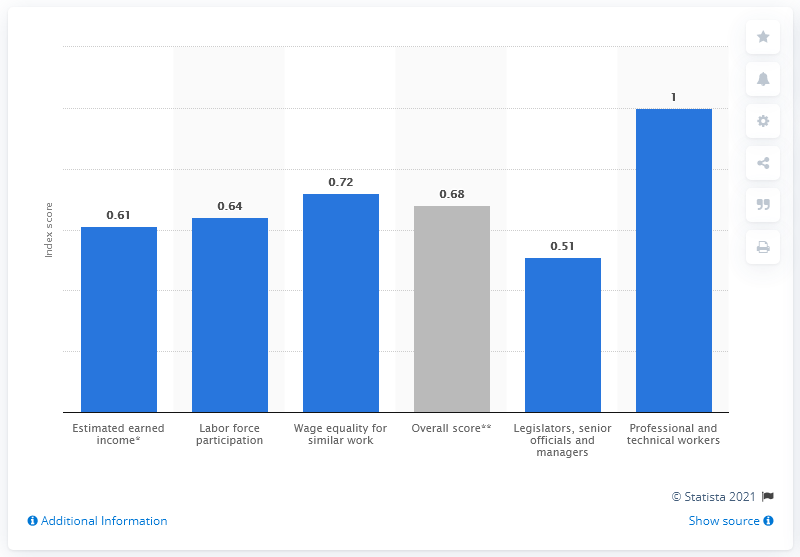 1
0.72
0.68
0.64
0.61
0.51
Index score
Estimated earned
income*
Labor force
participation
Wage equality for
similar work
Overall score**
Legislators, senior
officials and
managers
Professional and
technical workers
© Statista 2021
Additional Information
Show source